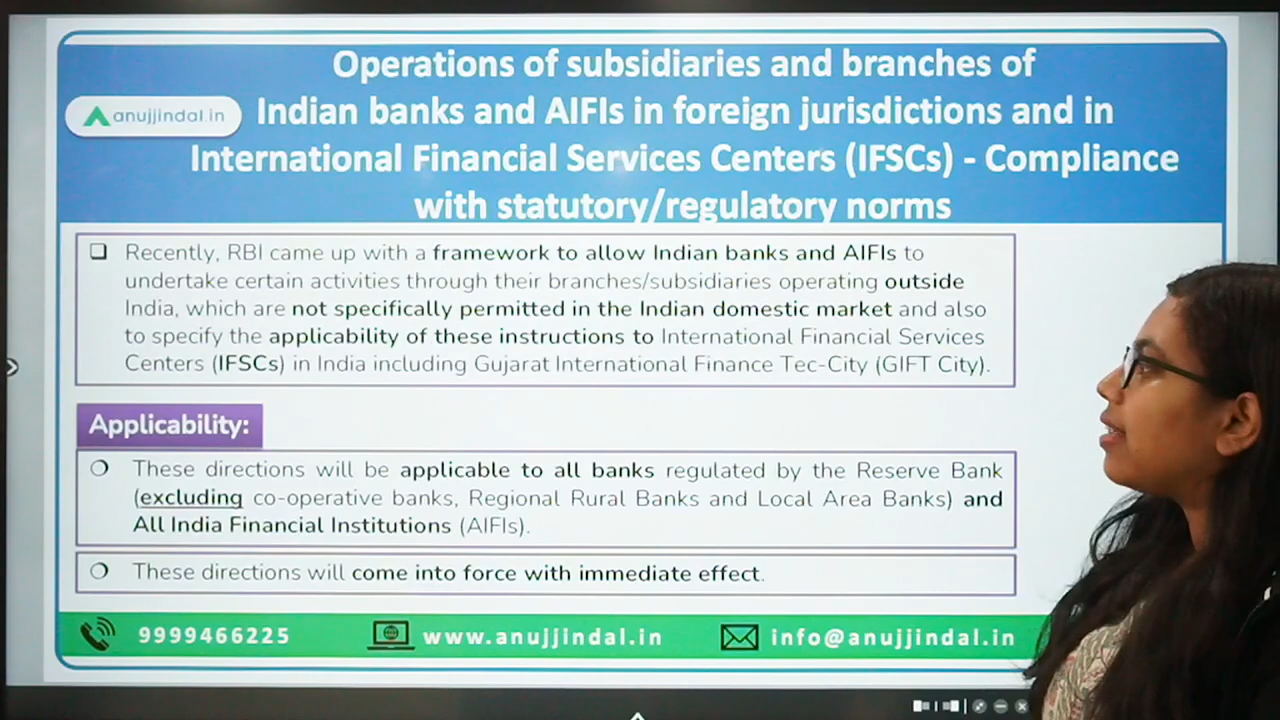 Operations of subsidiaries and branches of
anujjindal.in
Indian banks and AIFIs in foreign jurisdictions and in
International Financial Services Centers (IFSCs) - Compliance
with statutory/regulatory norms
Recently, RBI came up with a framework to allow Indian banks and AIFIs to
undertake certain activities through their branches/subsidiaries operating outside
India, which are not specifically permitted in the Indian domestic market and also
to specify the applicability of these instructions to International Financial Services
Centers (IFSCs) in India including Gujarat International Finance Tec-City (GIFT City).
Applicability:
These directions will be applicable to all banks regulated by the Reserve Bank
(excluding co-operative banks, Regional Rural Banks and Local Area Banks) and
All India Financial Institutions (AIFIs).
These directions will come into force with immediate effect.
9999466225
www.anujjindal.in
info@anujjindal.in